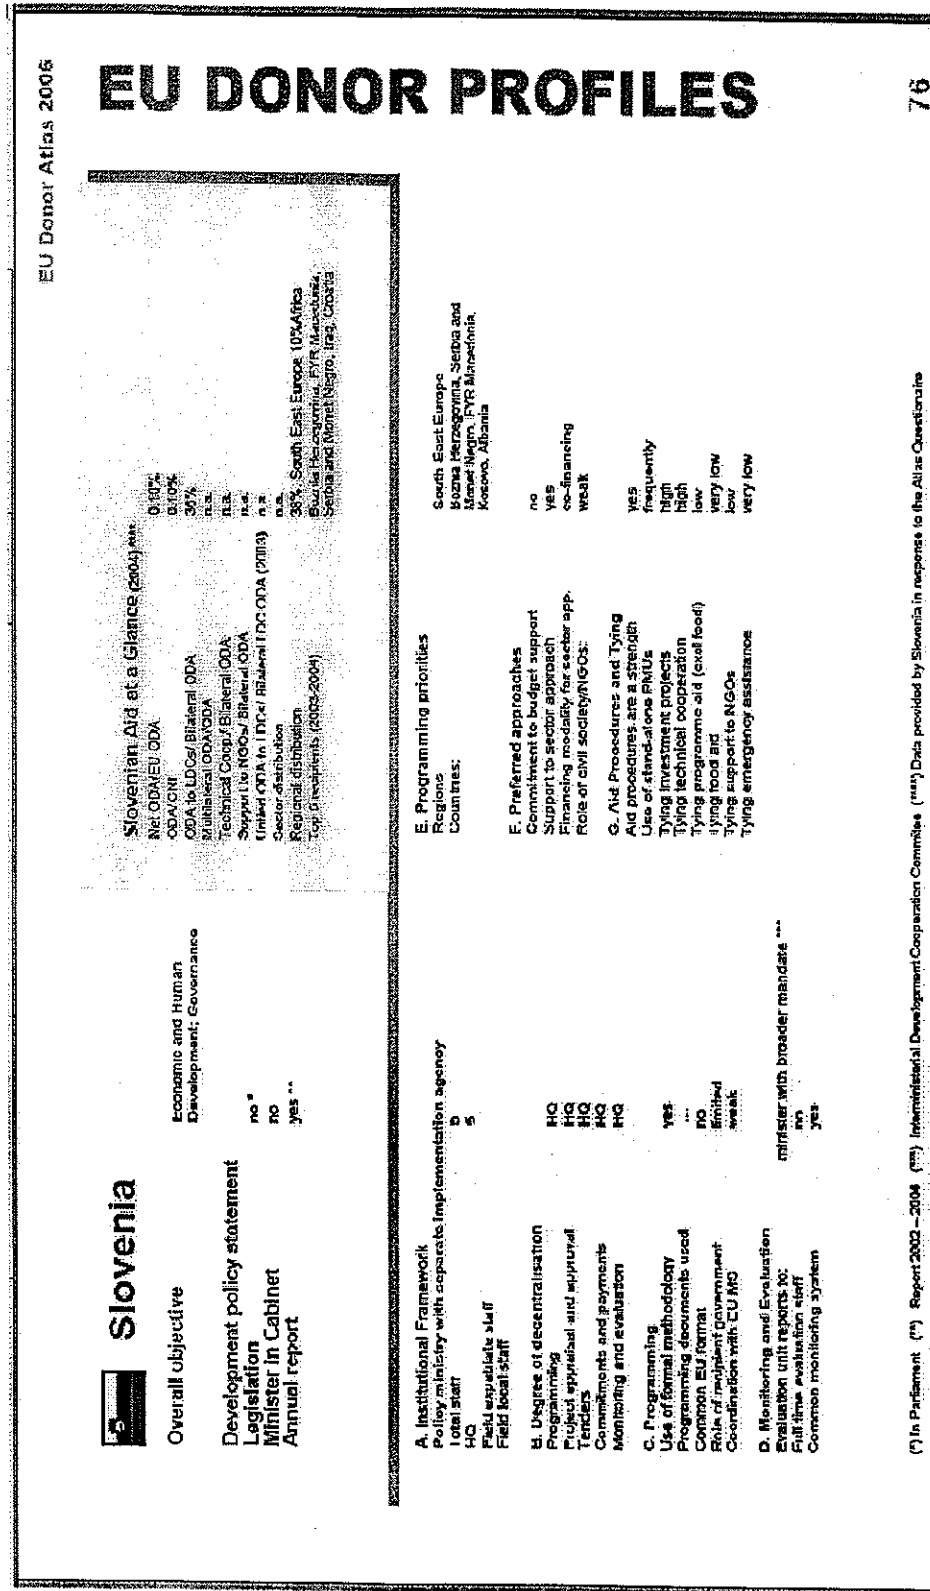 EU Donor Atlas 2006
EU DONOR PROFILES
Slovenia
Overall objective
Economic and Human
Development; Governance
Development policy statement
Legislation no *
Minister in Cabinet no
Annual report yes **
Slovenian Aid at a Glance (2004) ****
Net ODA/EU ODA
ODA/GNI 0.10%
ODA to LDCs/ Bilateral ODA 36%
Multilateral ODA/ODA n.a.
Technical Coop./ Bilateral ODA n.a.
Support to NGOs/ Bilateral ODA n.a.
Untied ODA to LDCs/ Bilateral LDC ODA (2003) n.a.
Sector distribution n.a.
Regional distribution 38% South East Europe 10%Africa
Top recipients (2003-2004) Bosnia Herzegovina, FYR Macedonia,
Serbia and Monet Negro, Iraq, Croatia
A. Institutional Framework
Policy ministry with separate implementation agency
Total staff
HQ
Field expatriate staff
Field local staff
B. Degree of decentralisation
Programming HQ
Project appraisal and approval HQ
Tenders HQ
Commitments and payments HQ
Monitoring and evaluation HQ
C. Programming
Use of formal methodology yes
Programming documents used ...
Common EU format no
Role of recipient government limited
Coordination with EU MS weak
D. Monitoring and Evaluation
Evaluation unit reports to: minister with broader mandate ***
Full time evaluation staff no
Common monitoring system yes
E. Programming priorities
Regions South East Europe
Countries: Boznea Herzegovina, Serbia and
Monet Negro, FYR Macedonia,
Kosovo, Albania
F. Preferred approaches
Commitment to budget support no
Support to sector approach yes
Financing modality for sector app. co-financing
Role of civil society/NGOs: weak
G. Aid Procedures and Tying
Aid procedures are a strength yes
Use of stand-alone PMUs frequently
Tying investment projects high
Tying technical cooperation high
Tying programme aid (excll food) low
Tying food aid very low
Tying support to NGOs low
Tying emergency assistance very low
(*) In Parliament (**) Report 2002 – 2004 (***) Interministerial Development Cooperation Committee (****) Data provided by Slovenia in response to the Atlas Questionaire
76